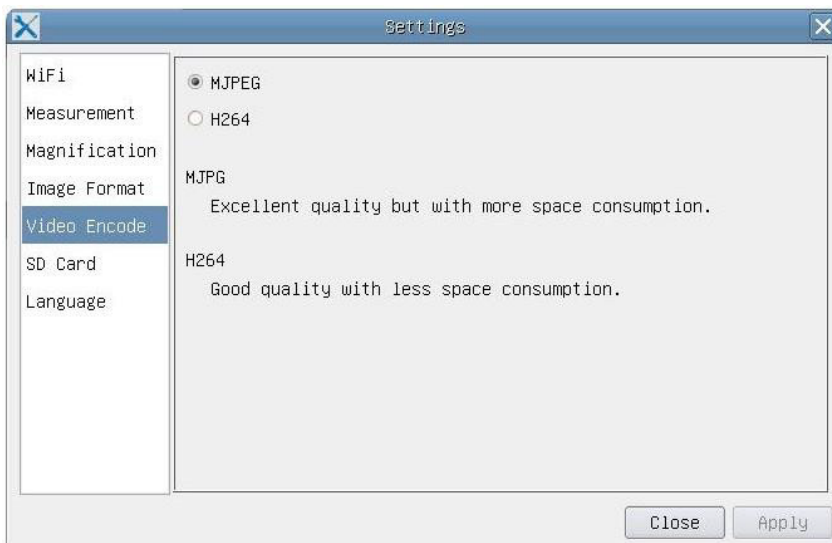 Settings
WiFi
Measurement
Magnification
Image Format
Video Encode
SD Card
Language
MJPEG
H264
MJPG
Excellent quality but with more space consumption.
H264
Good quality with less space consumption.
Close
Apply